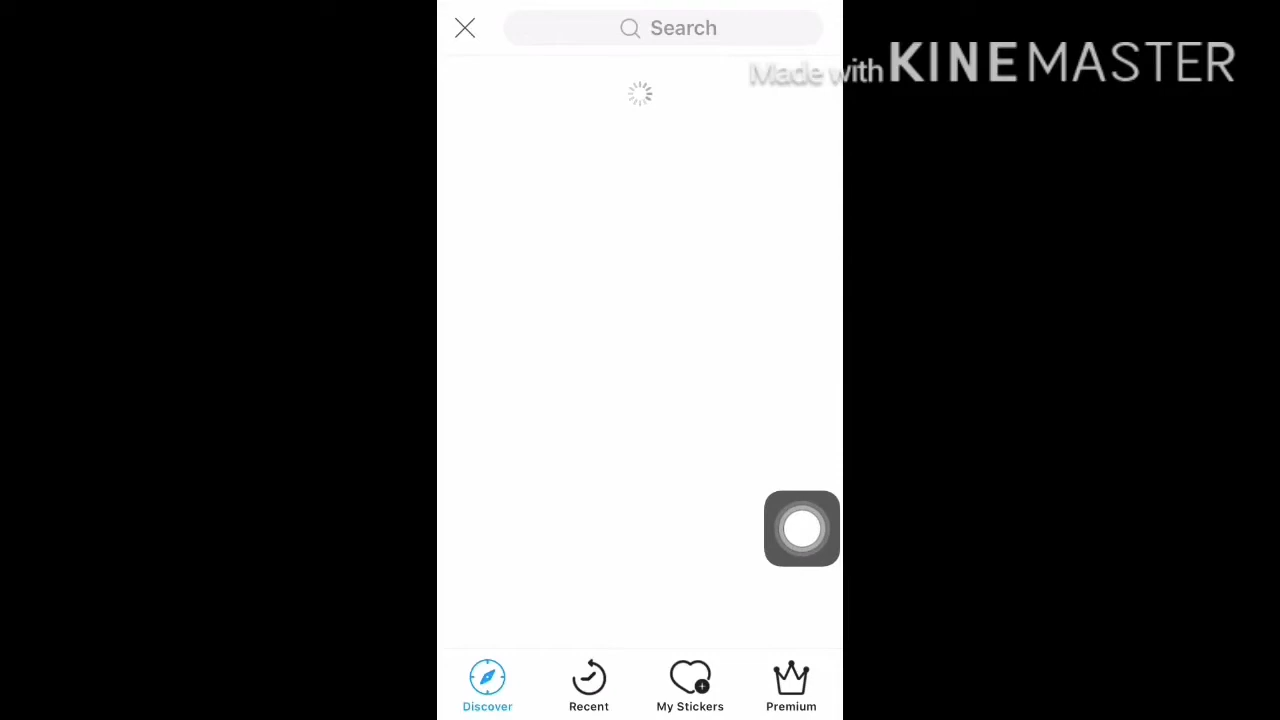 Search
Made with KINEMASTER
Discover
Recent
My Stickers
Premium